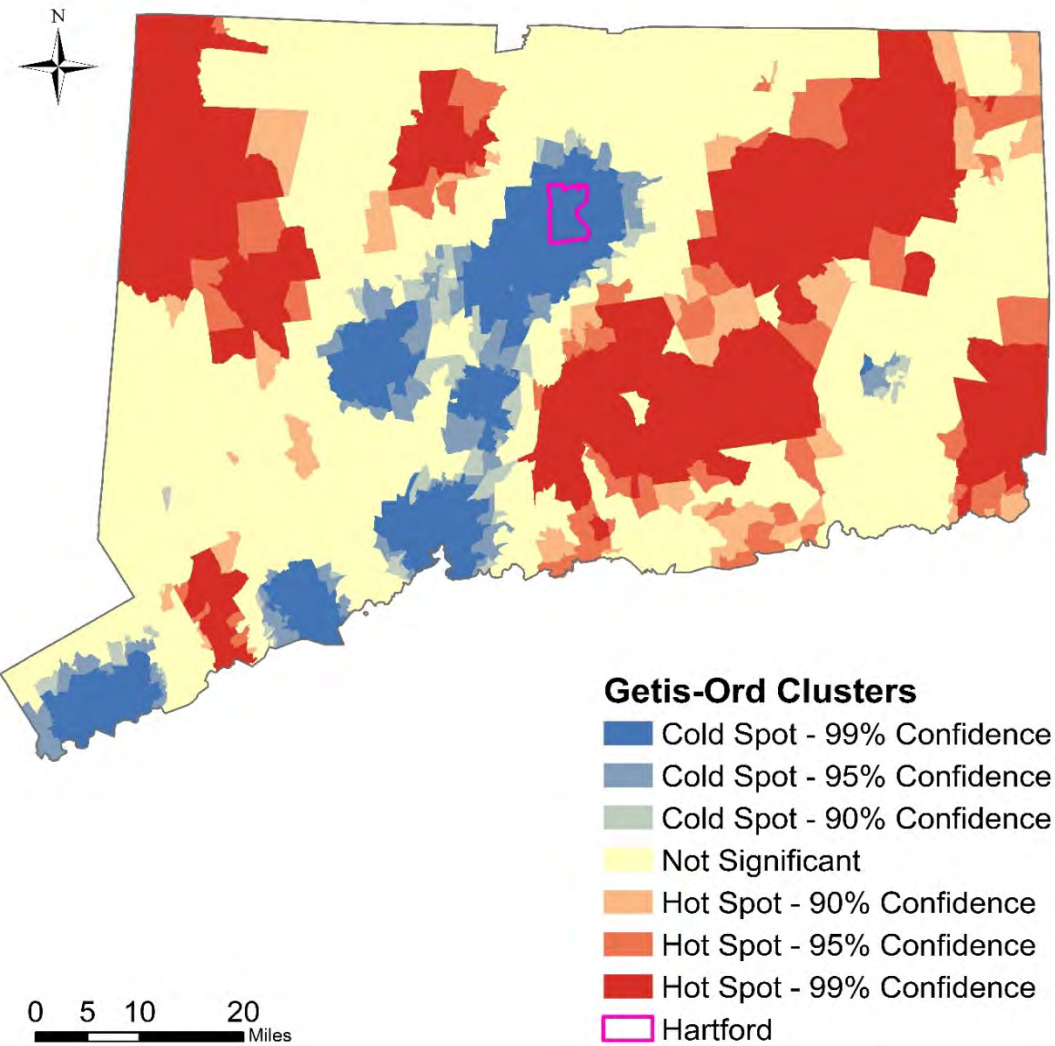 N
Getis-Ord Clusters
Cold Spot - 99% Confidence
Cold Spot - 95% Confidence
Cold Spot - 90% Confidence
Not Significant
Hot Spot - 90% Confidence
Hot Spot - 95% Confidence
Hot Spot - 99% Confidence
Hartford
0 5 10 20
Miles